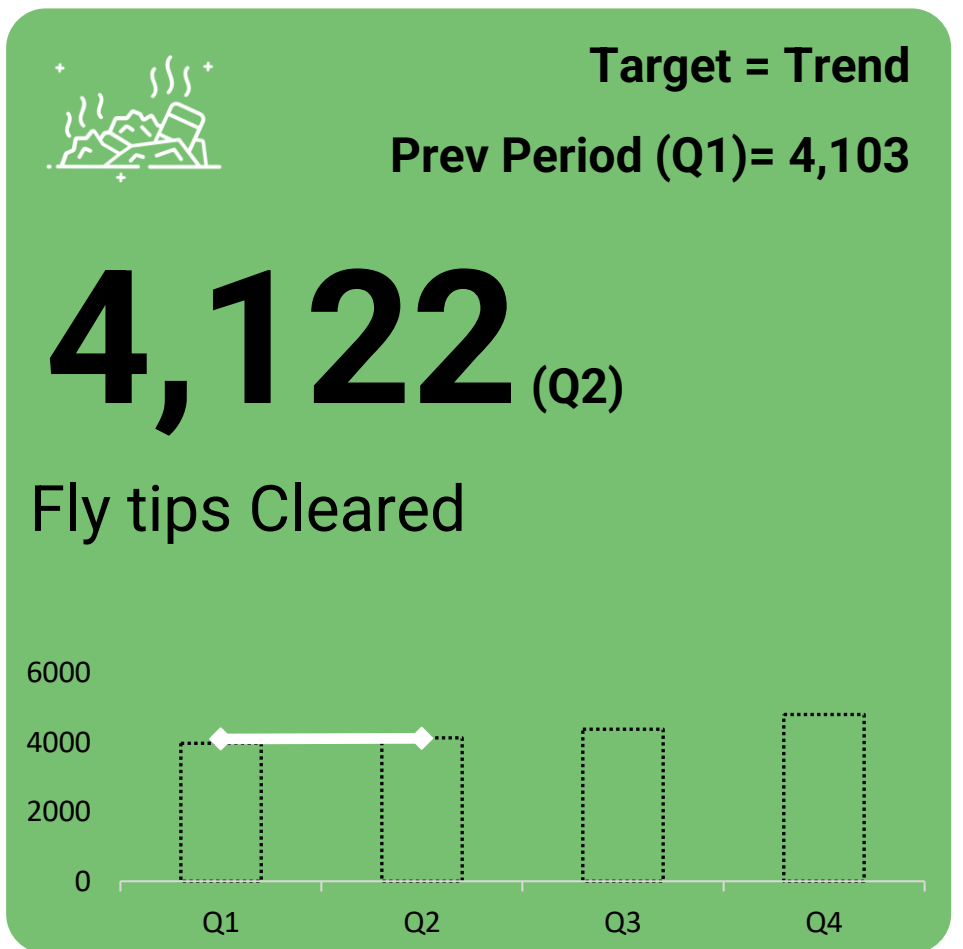 Target = Trend
Prev Period (Q1)= 4,103
4,122 (Q2)
Fly tips Cleared
6000
4000
2000
0
Q1 Q2 Q3 Q4